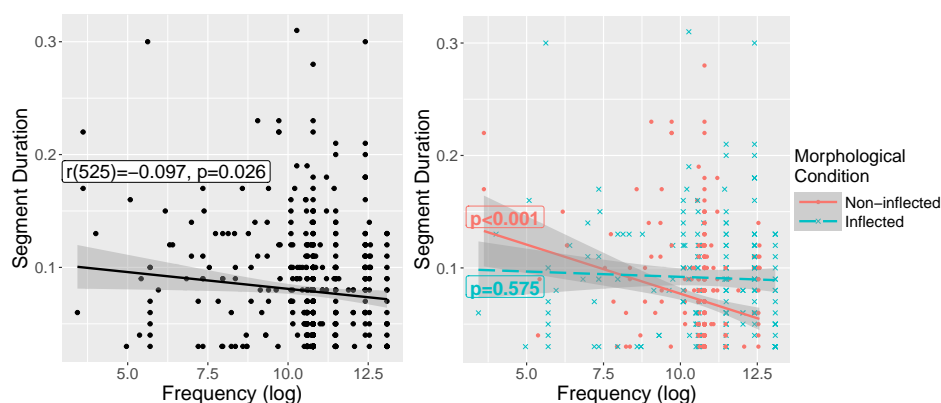 0.3
0.2
0.1
Segment Duration
r(525)=−0.097, p=0.026
5.0 7.5 10.0 12.5
Frequency (log)
0.3
0.2
0.1
Segment Duration
p<0.001
p=0.575
5.0 7.5 10.0 12.5
Frequency (log)
Morphological
Condition
Non−inflected
Inflected